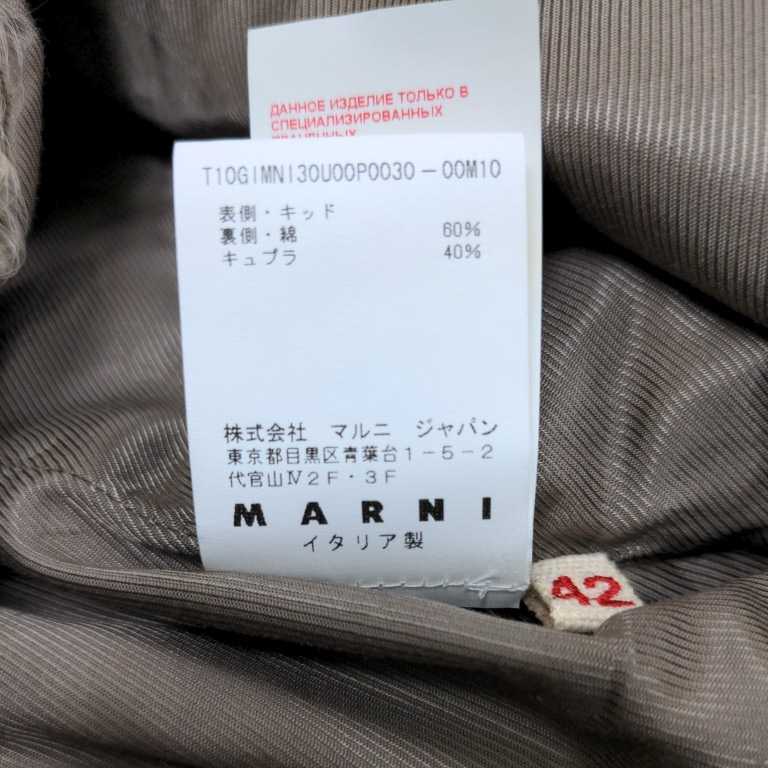 ДАННОЕ ИЗДЕЛИЕ ТОЛЬКО В
СПЕЦИАЛИЗИРОВАННЫХ
T10GIMNI30U00P0030-00M10
表側・キッド
裏側・綿 60%
キュプラ 40%
株式会社 マルニ ジャパン
東京都目黒区青葉台1-5-2
代官山Ⅳ2F・3F
MARNI
イタリア製
42